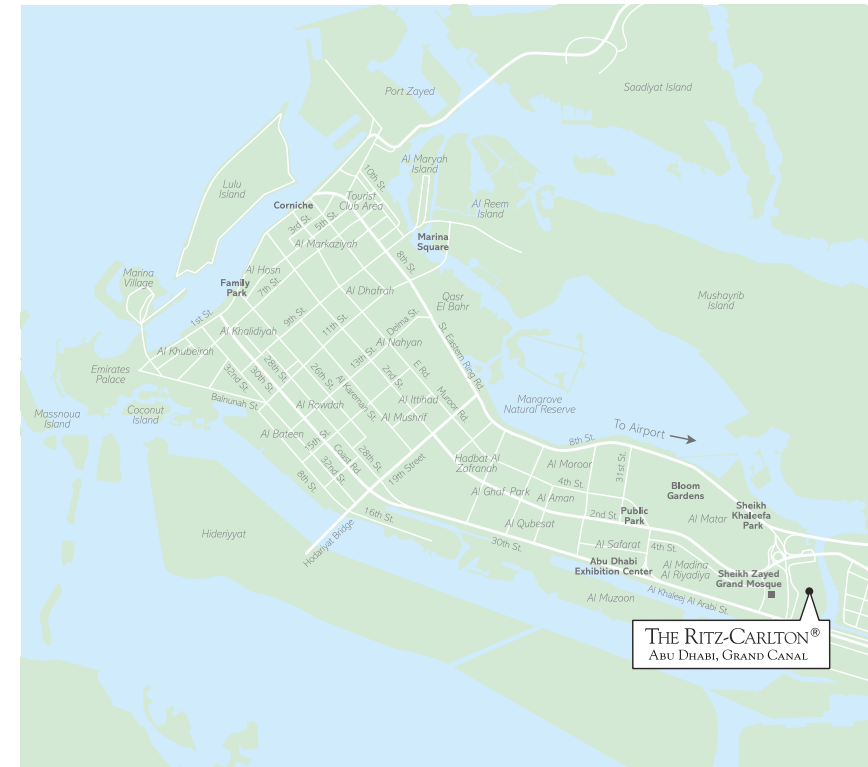 Port Zayed
Saadiyat Island
Al Maryah
Island
10th St.
Lulu
Island
Tourist
Club Area
Corniche
Al Reem
Island
3rd St.
5th St.
Al Markaziyah
Marina
Square
8th St.
Al Hosn
Marina
Village
7th St.
Family
Park
Al Dhafrah
Qasr
El Bahr
Mushayrib
Island
1st St.
9th St.
11th St.
Delma St.
Al Khalidiyah
St. Eastern Ring Rd.
Al Nahyan
Al Khubeirah
13th St.
Emirates
Palace
32nd St.
30th St.
28th St.
26th St.
2nd St.
E Rd.
Al Kareman St.
Muroor Rd.
Bainunah St.
Al Rowdah
Al Ittihad
Mangrove
Natural Reserve
Massnoua
Island
Coconut
Island
Al Mushrif
To Airport
Al Bateen
15th St.
8th St.
Coast Rd.
28th St.
32nd St.
19th Street
Hadbat Al
Zafranah
Al Moroor
31st St.
8th St.
4th St.
Bloom
Gardens
Al Ghaf Park
Al Aman
16th St.
2nd St.
Public
Park
Sheikh
Khaleefa
Park
Al Matar
Al Qubesat
Hideriyyat
Hodariyat Bridge
30th St.
Al Safarat
4th St.
Abu Dhabi
Exhibition Center
Al Madina
Al Riyadiya
Sheikh Zayed
Grand Mosque
Al Muzoon
Al Khaleej Al Arabi St.
The Ritz-Carlton®
Abu Dhabi, Grand Canal